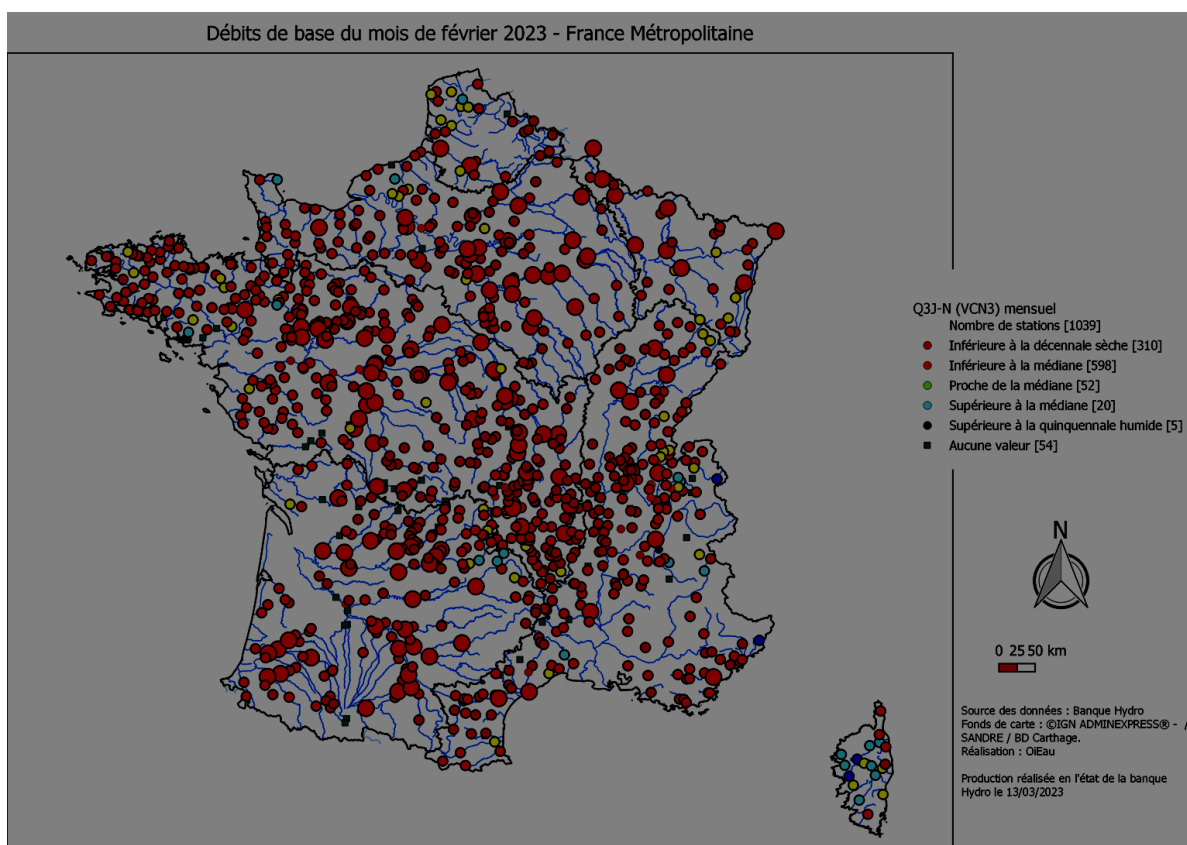 Débits de base du mois de février 2023 - France Métropolitaine
Q3J-N (VCN3) mensuel
Nombre de stations [1039]
Inférieure à la décennale sèche [310]
Inférieure à la médiane [598]
Proche de la médiane [52]
Supérieure à la médiane [20]
Supérieure à la quinquennale humide [5]
Aucune valeur [54]
N
0 25 50 km
Source des données : Banque Hydro
Fonds de carte : ©IGN ADMINEXPRESS® - /
SANDRE / BD Carthage.
Réalisation : OiEau
Production réalisée en l'état de la banque
Hydro le 13/03/2023